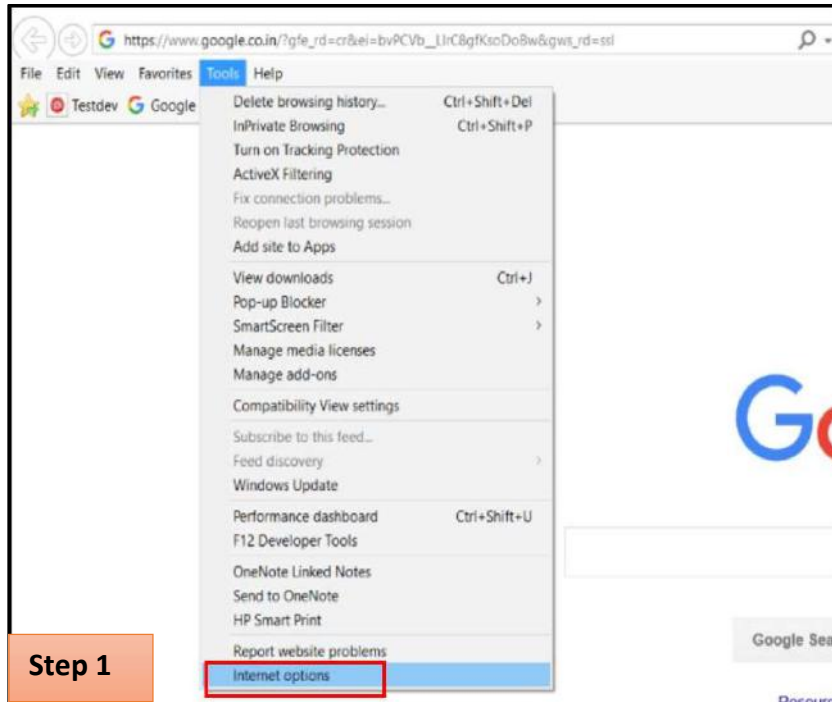 https://www.google.co.in/?gfe_rd=cr&ei=bvPCVb__LIrC8gfKsoDoBw&gws_rd=ssl
File Edit View Favorites Tools Help
Testdev Google
Delete browsing history... Ctrl+Shift+Del
InPrivate Browsing Ctrl+Shift+P
Turn on Tracking Protection
ActiveX Filtering
Fix connection problems...
Reopen last browsing session
Add site to Apps
View downloads Ctrl+J
Pop-up Blocker
SmartScreen Filter
Manage media licenses
Manage add-ons
Compatibility View settings
Subscribe to this feed...
Feed discovery
Windows Update
Performance dashboard Ctrl+Shift+U
F12 Developer Tools
OneNote Linked Notes
Send to OneNote
HP Smart Print
Report website problems
Internet options
Go
Google Sea
Step 1